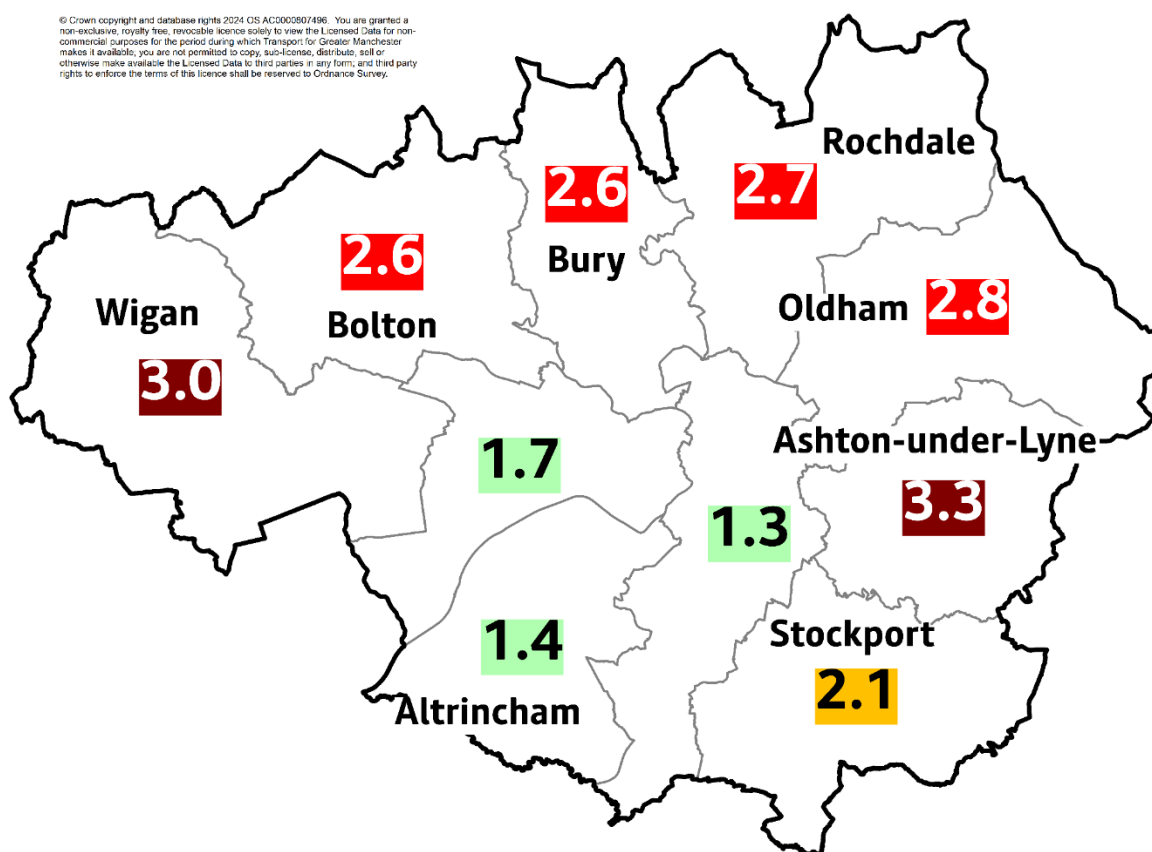 © Crown copyright and database rights 2024 OS AC0000807496. You are granted a
non-exclusive, royalty free, revocable licence solely to view the Licensed Data for non-
commercial purposes for the period during which Transport for Greater Manchester
makes it available; you are not permitted to copy, sub-license, distribute, sell or
otherwise make available the Licensed Data to third parties in any form; and third party
rights to enforce the terms of this licence shall be reserved to Ordnance Survey.
Rochdale
2.7
2.6
Bury
2.6
Bolton
Wigan
3.0
Oldham 2.8
1.7
Ashton-under-Lyne
3.3
1.3
1.4
Altrincham
Stockport
2.1